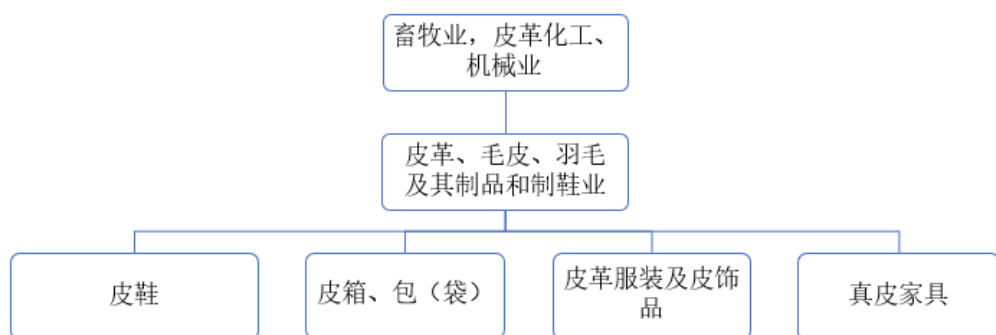 畜牧业，皮革化工、
机械业
皮革、毛皮、羽毛
及其制品和制鞋业
皮鞋
皮箱、包（袋）
皮革服装及皮饰
品
真皮家具